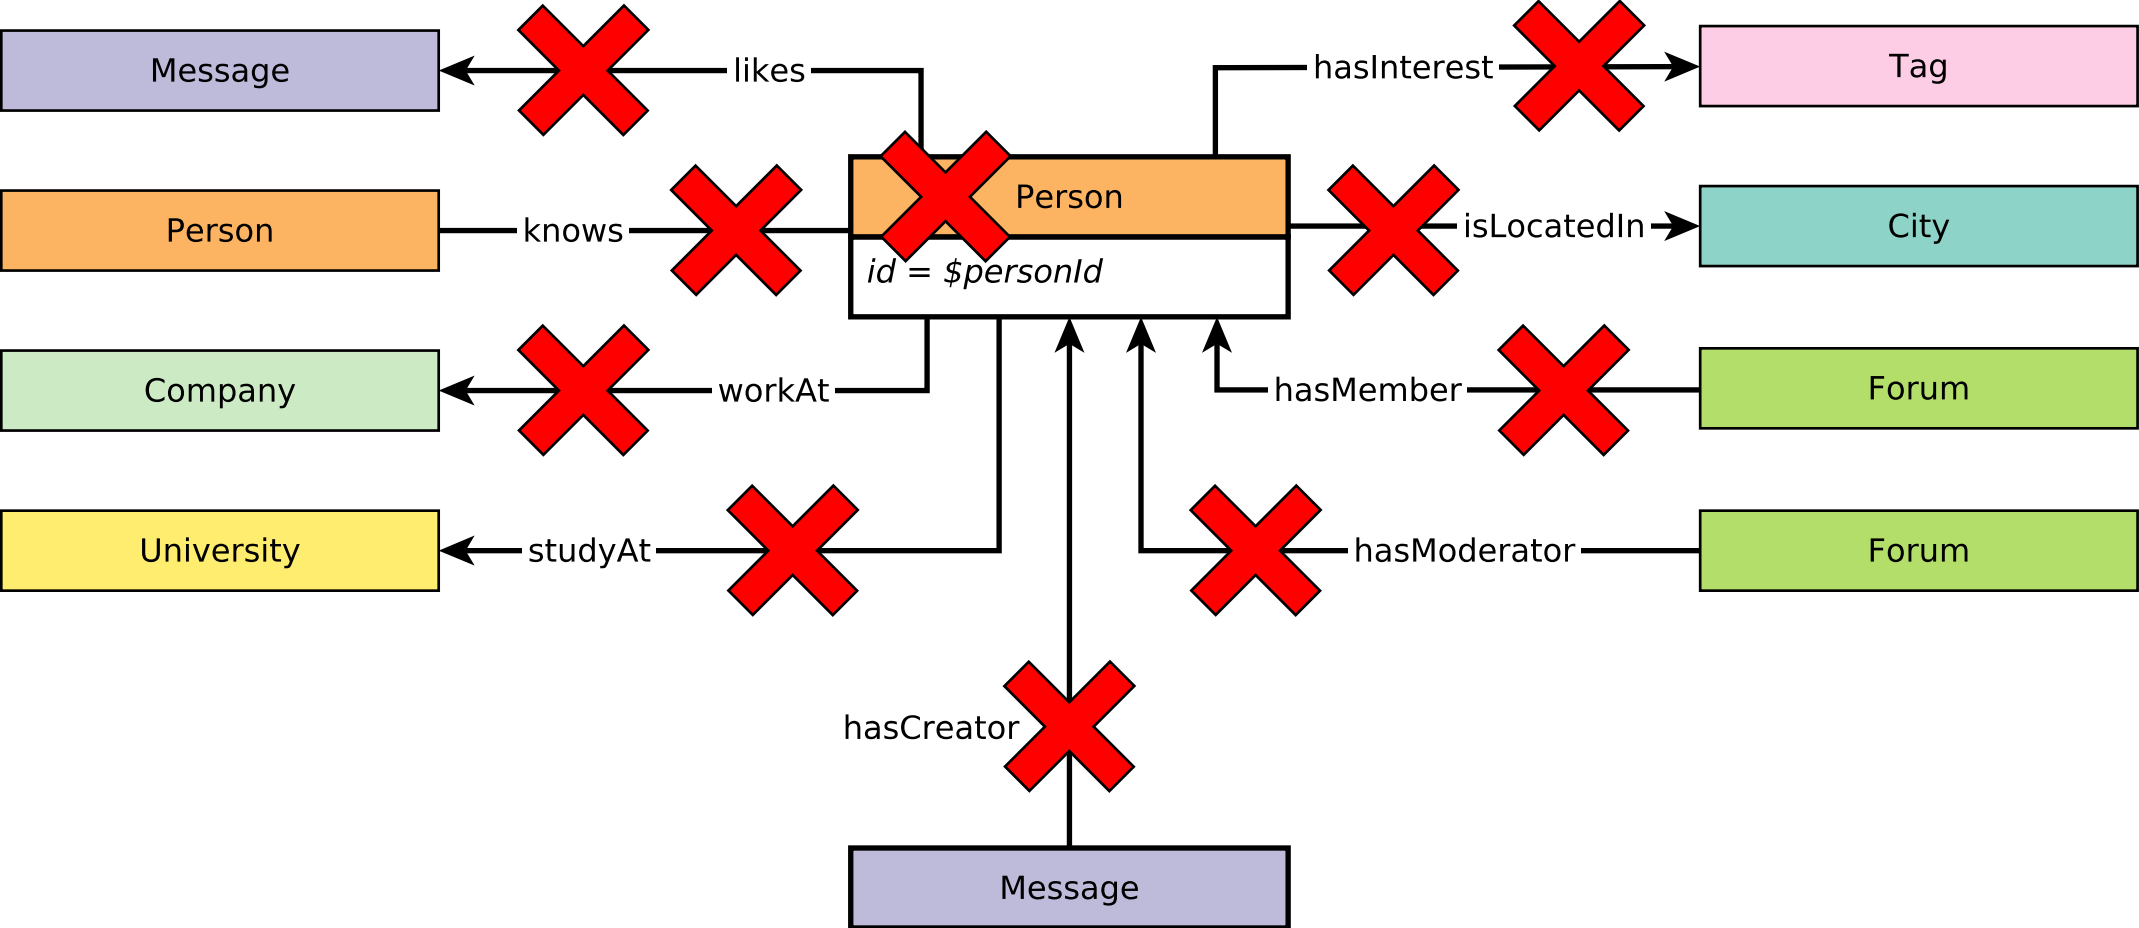 Message
likes
hasInterest
Tag
Person
knows
Person
id = $personId
isLocatedIn
City
Company
workAt
hasMember
Forum
University
studyAt
hasModerator
Forum
hasCreator
Message